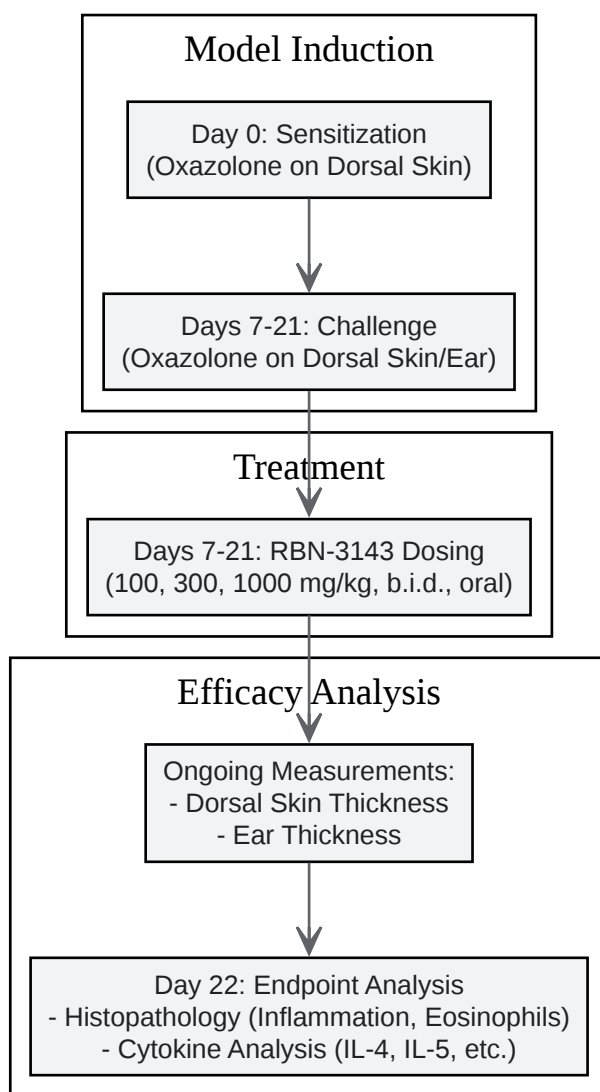 Model Induction
Day 0: Sensitization
(Oxazolone on Dorsal Skin)
Days 7-21: Challenge
(Oxazolone on Dorsal Skin/Ear)
Treatment
Days 7-21: RBN-3143 Dosing
(100, 300, 1000 mg/kg, b.i.d., oral)
Efficacy Analysis
Ongoing Measurements:
- Dorsal Skin Thickness
- Ear Thickness
Day 22: Endpoint Analysis
- Histopathology (Inflammation, Eosinophils)
- Cytokine Analysis (IL-4, IL-5, etc.)